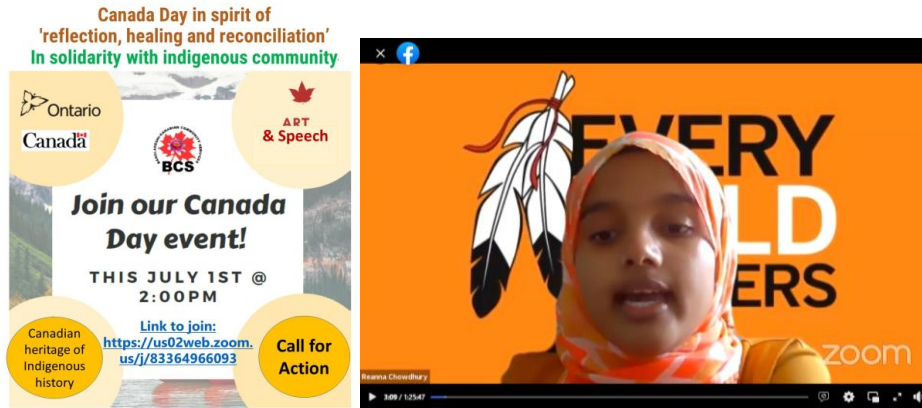 Canada Day in spirit of
'reflection, healing and reconciliation'
In solidarity with indigenous community
Ontario
Canada
BCS
ART
& Speech
Join our Canada
Day event!
THIS JULY 1ST @
2:00PM
Link to join:
https://us02web.zoom.
us/j/83364966093
Canadian
heritage of
Indigenous
history
Call for
Action
EVERY
LD
ERS
zoom
Reanna Chowdhury
3:09 / 1:25:47